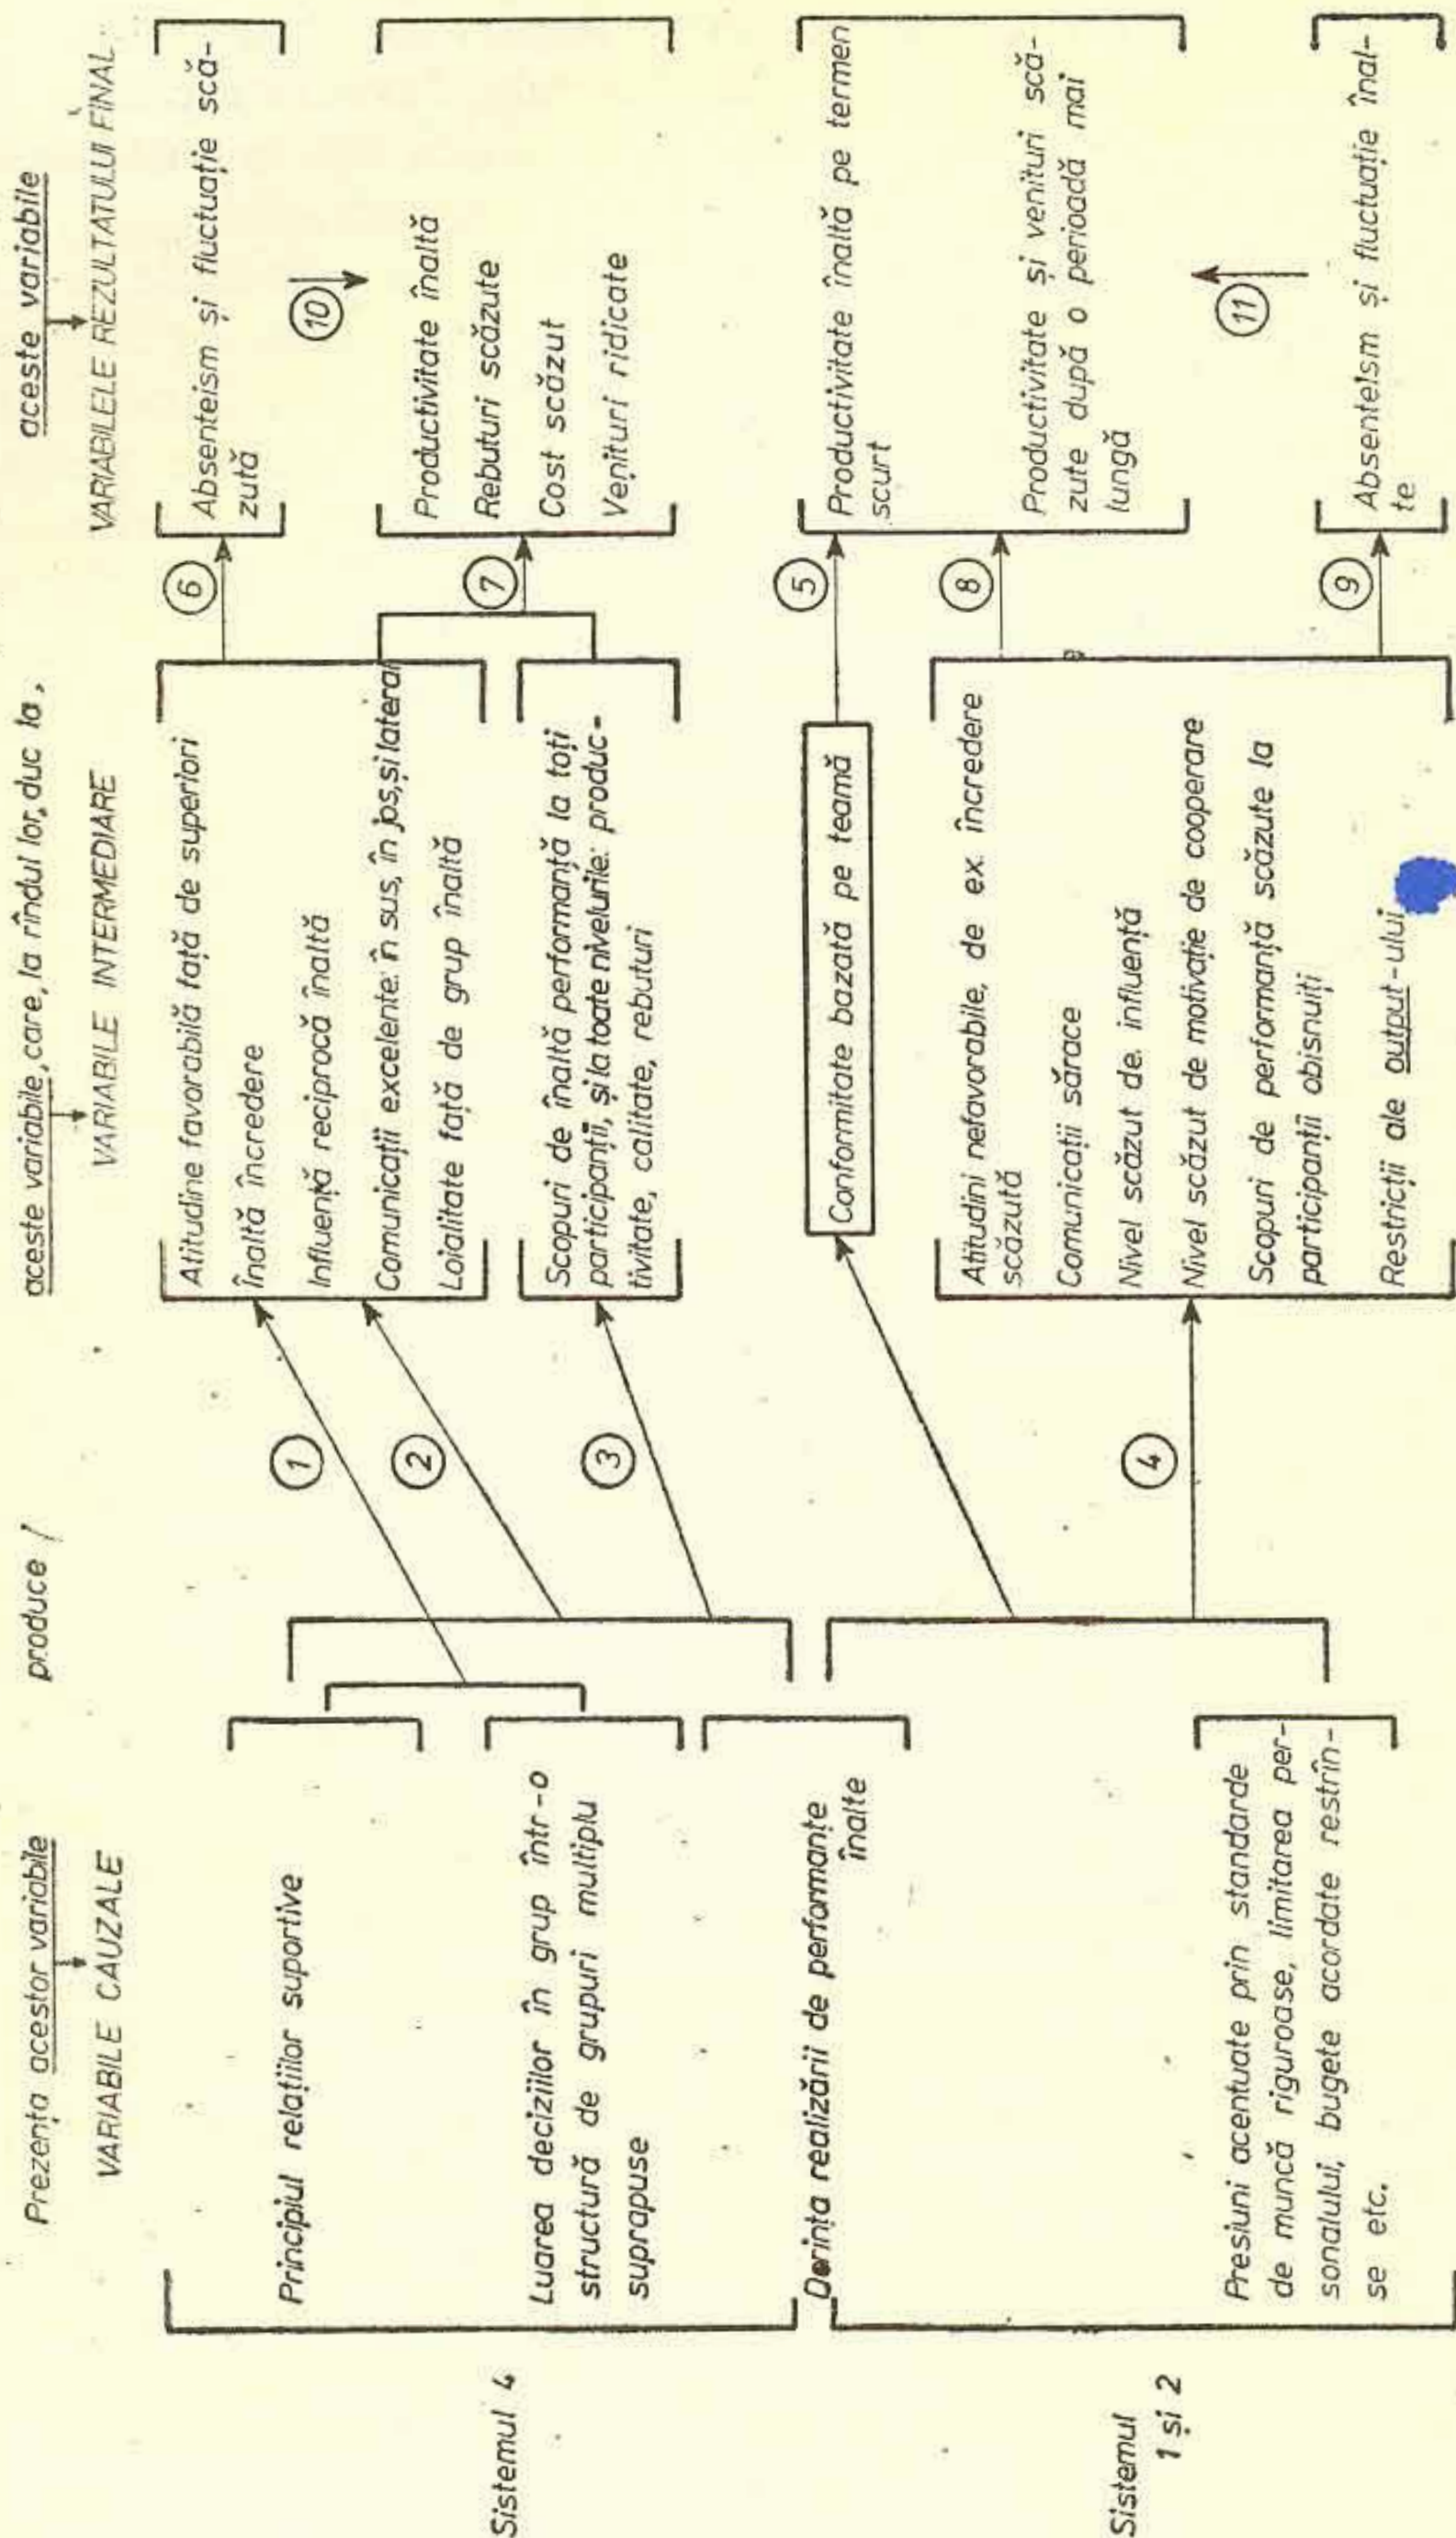 Prezența acestor variabile
produce
aceste variabile, care, la rîndul lor, duc la,
aceste variabile
VARIABILE CAUZALE
VARIABILE INTERMEDIARE
VARIABILELE REZULTATULUI FINAL
Sistemul 4
Principiul relațiilor suportive
Luarea deciziilor în grup într-o
structură de grupuri multiplu
suprapuse
Dorința realizării de performanțe
înalte
1
2
3
Atitudine favorabilă față de superiori
Înaltă încredere
Influență reciprocă înaltă
Comunicații excelente: în sus, în jos, și lateral
Loialitate față de grup înaltă
Scopuri de înaltă performanță la toți
participanții, și la toate nivelurile: produc-
tivitate, calitate, rebuturi
6
7
Absenteism și fluctuație scă-
zută
10
Productivitate înaltă
Rebuturi scăzute
Cost scăzut
Venituri ridicate
Sistemul
1 și 2
Presiuni acentuate prin standarde
de muncă riguroase, limitarea per-
sonalului, bugete acordate restrîn-
se etc.
4
Conformitate bazată pe teamă
Atitudini nefavorabile, de ex. încredere
scăzută
Comunicații sărace
Nivel scăzut de influență
Nivel scăzut de motivație de cooperare
Scopuri de performanță scăzute la
participanții obisnuiți
Restricții ale output-ului
5
8
9
Productivitate înaltă pe termen
scurt
Productivitate și venituri scă-
zute după o perioadă mai
lungă
11
Absenteism și fluctuație înal-
te